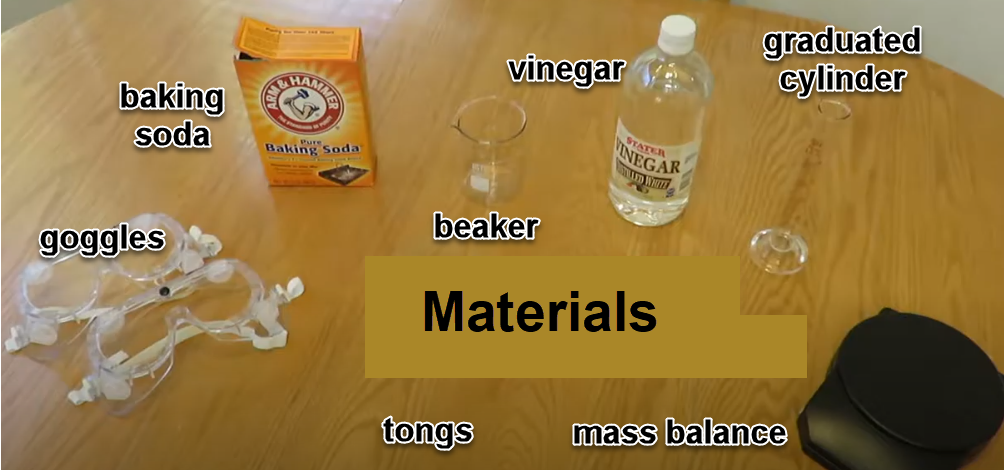 graduated
cylinder
vinegar
baking
soda
ARM & HAMMER
Pure
Baking Soda
STATER
VINEGAR
DISTILLED WHITE
goggles
beaker
Materials
tongs
mass balance